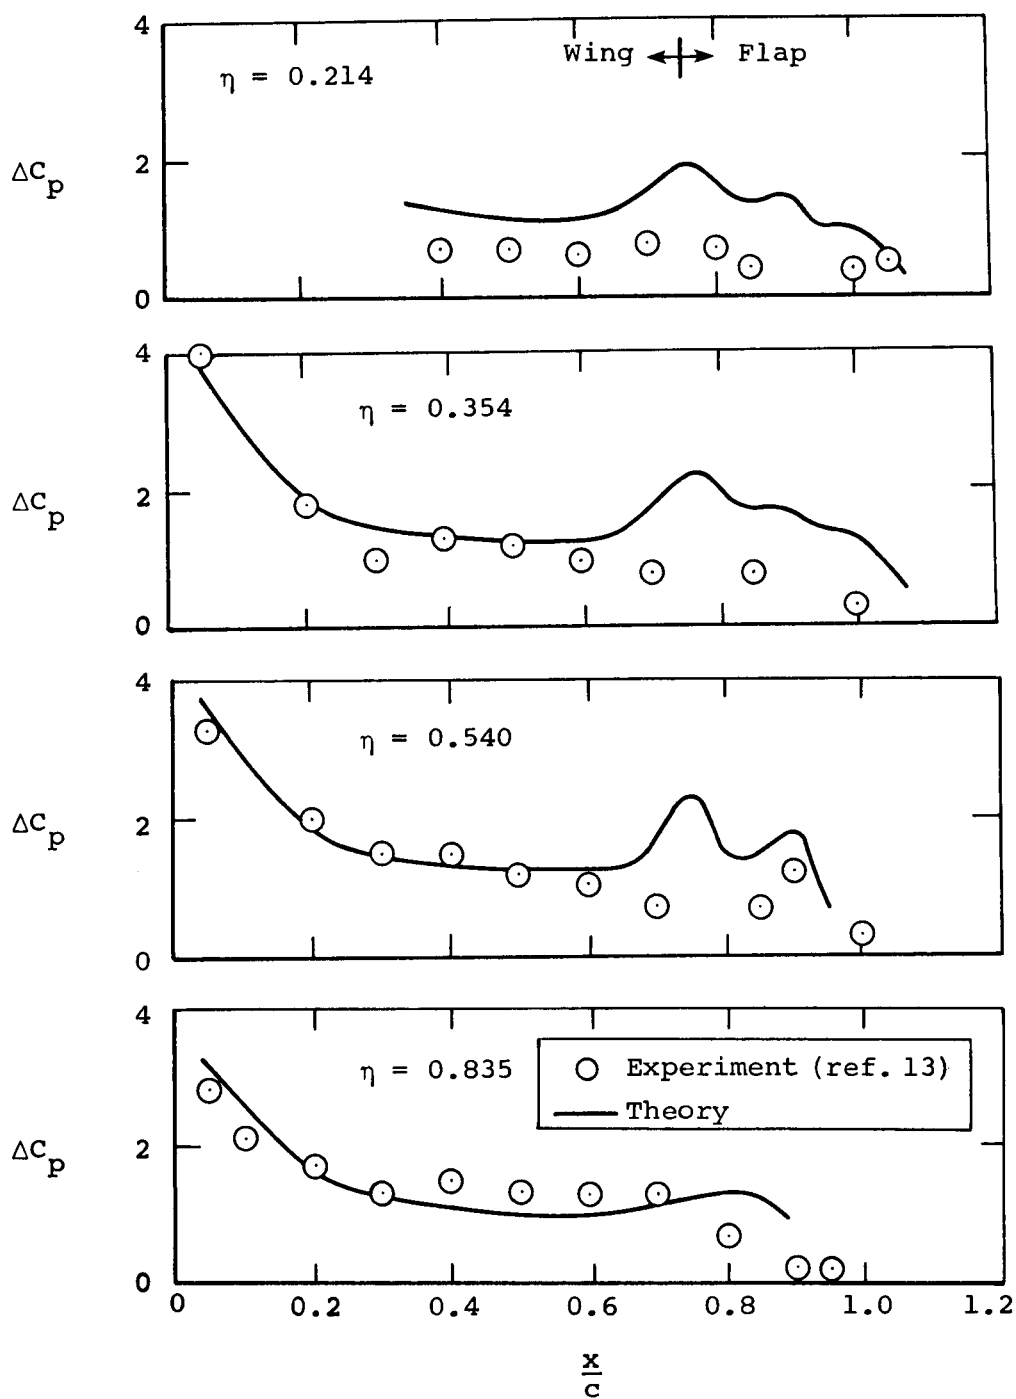 4
Wing Flap
η = 0.214
ΔCp
2
0
4
η = 0.354
ΔCp
2
0
4
η = 0.540
ΔCp
2
0
4
η = 0.835
Experiment (ref. 13)
Theory
ΔCp
2
0
0 0.2 0.4 0.6 0.8 1.0 1.2
x
c